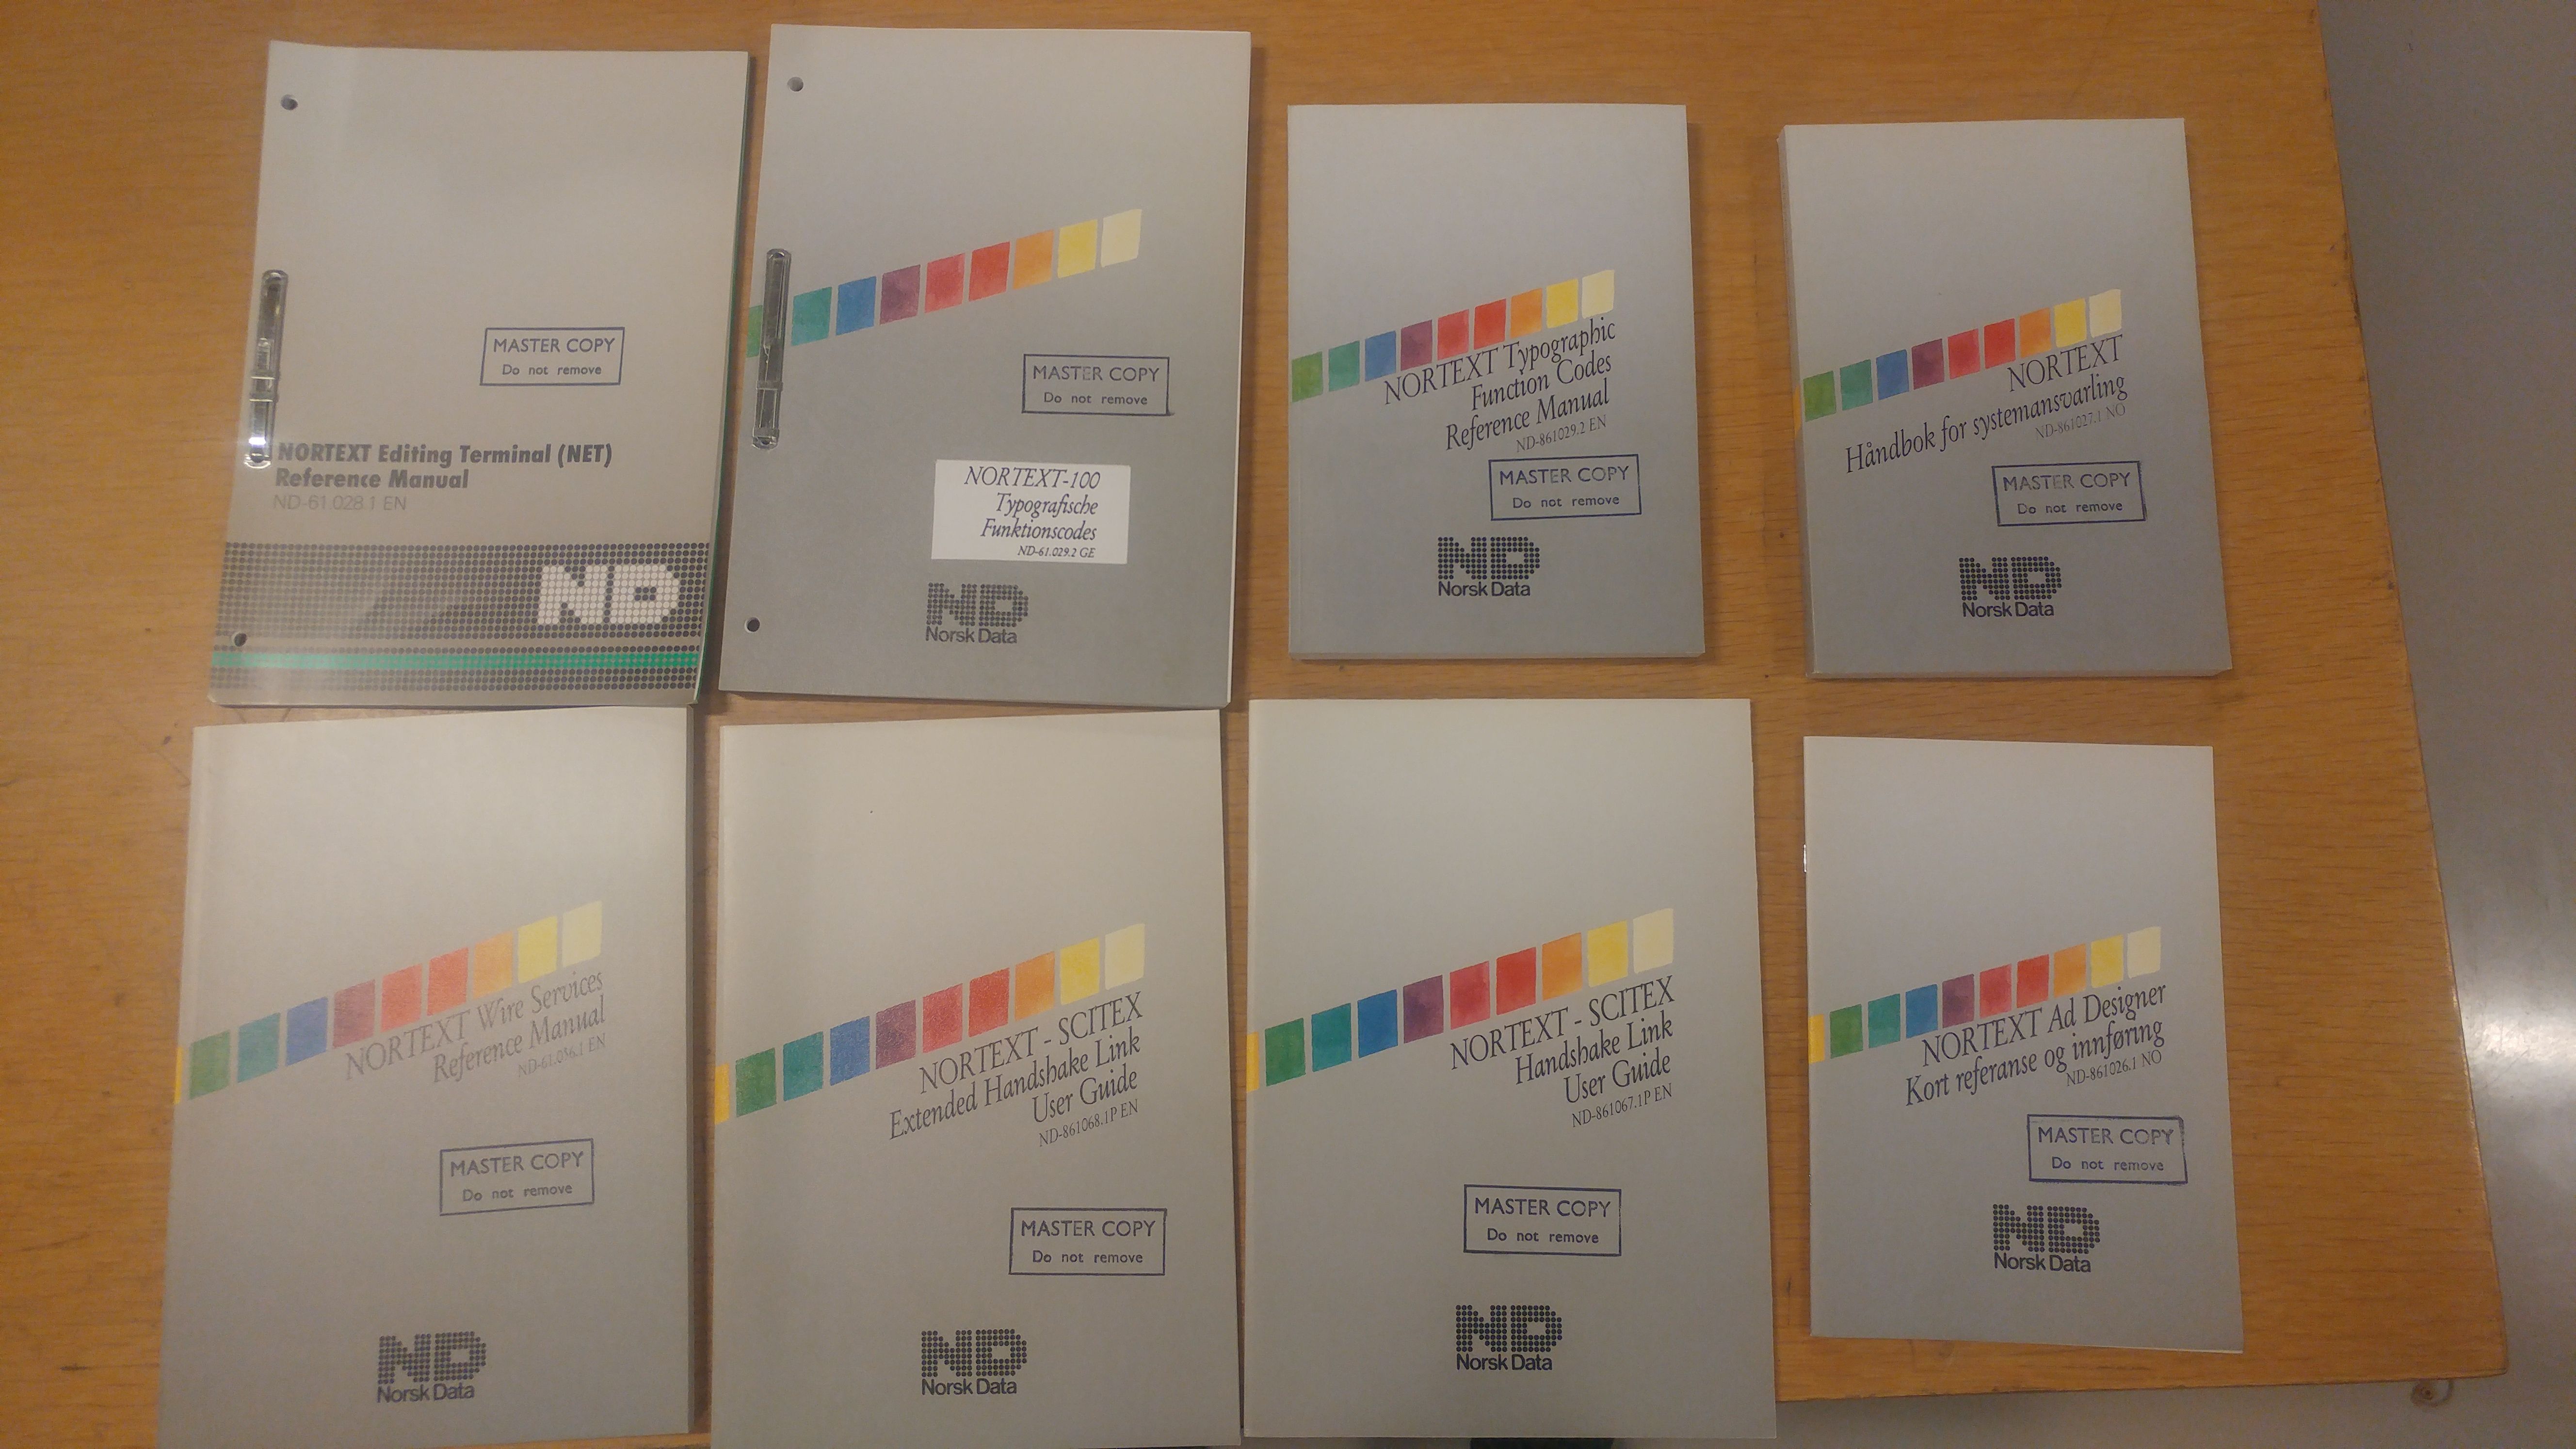 MASTER COPY
Do not remove
NORTEXT Editing Terminal (NET)
Reference Manual
ND-61.028.1 EN
ND
MASTER COPY
Do not remove
NORTEXT-100
Typografische
Funktionscodes
ND-61.029.2 GE
ND
Norsk Data
NORTEXT Typographic
Function Codes
Reference Manual
ND-861029.2 EN
MASTER COPY
Do not remove
ND
Norsk Data
NORTEXT
Håndbok for systemansvarling
ND-861027.1 NO
MASTER COPY
Do not remove
ND
Norsk Data
NORTEXT Wire Services
Reference Manual
ND-61.036.1 EN
MASTER COPY
Do not remove
ND
Norsk Data
NORTEXT - SCITEX
Extended Handshake Link
User Guide
ND-861068.1P EN
MASTER COPY
Do not remove
ND
Norsk Data
NORTEXT - SCITEX
Handshake Link
User Guide
ND-861067.1P EN
MASTER COPY
Do not remove
ND
Norsk Data
NORTEXT Ad Designer
Kort referanse og innføring
ND-861026.1 NO
MASTER COPY
Do not remove
ND
Norsk Data